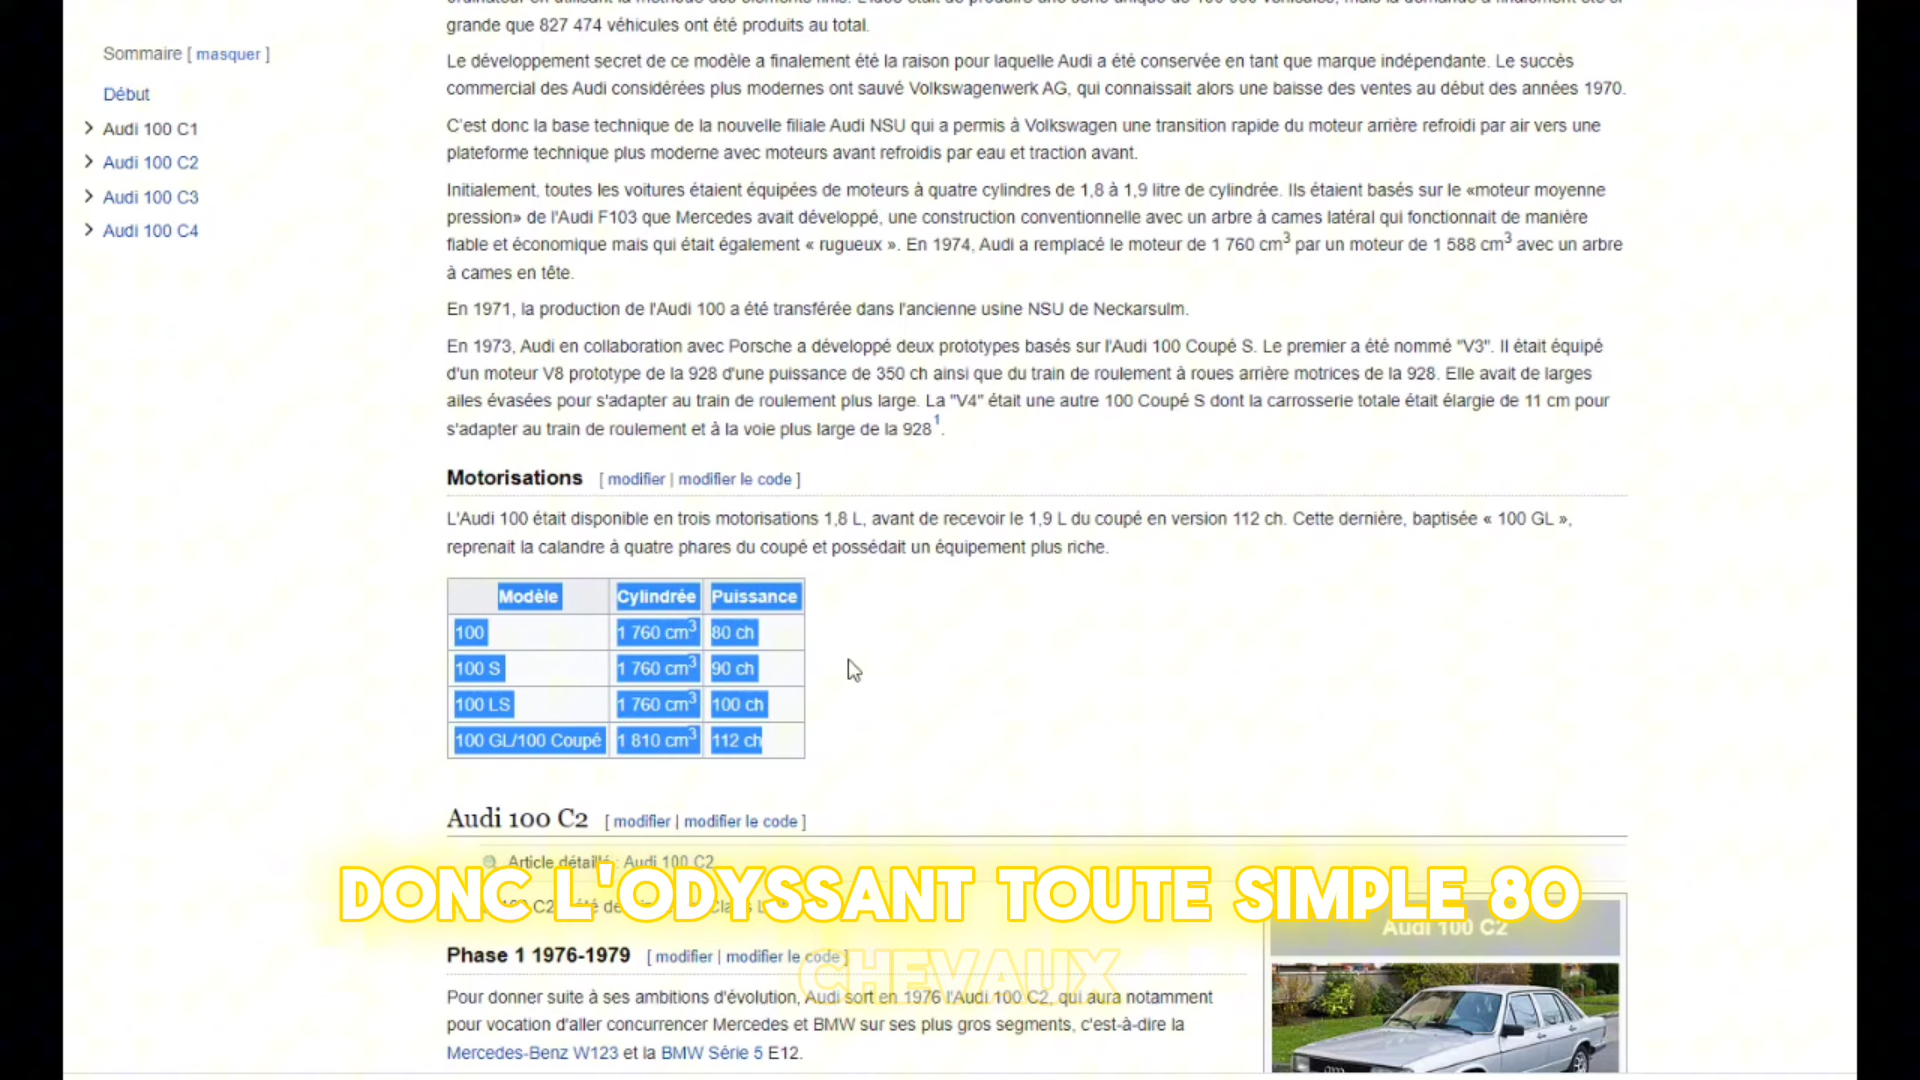 grande que 827 474 véhicules ont été produits au total.
Sommaire [ masquer ]
Début
Audi 100 C1
Audi 100 C2
Audi 100 C3
Audi 100 C4
Le développement secret de ce modèle a finalement été la raison pour laquelle Audi a été conservée en tant que marque indépendante. Le succès
commercial des Audi considérées plus modernes ont sauvé Volkswagenwerk AG, qui connaissait alors une baisse des ventes au début des années 1970.
C'est donc la base technique de la nouvelle filiale Audi NSU qui a permis à Volkswagen une transition rapide du moteur arrière refroidi par air vers une
plateforme technique plus moderne avec moteurs avant refroidis par eau et traction avant.
Initialement, toutes les voitures étaient équipées de moteurs à quatre cylindres de 1,8 à 1,9 litre de cylindrée. Ils étaient basés sur le «moteur moyenne
pression» de l'Audi F103 que Mercedes avait développé, une construction conventionnelle avec un arbre à cames latéral qui fonctionnait de manière
fiable et économique mais qui était également « rugueux ». En 1974, Audi a remplacé le moteur de 1 760 cm3 par un moteur de 1 588 cm3 avec un arbre
à cames en tête.
En 1971, la production de l'Audi 100 a été transférée dans l'ancienne usine NSU de Neckarsulm.
En 1973, Audi en collaboration avec Porsche a développé deux prototypes basés sur l'Audi 100 Coupé S. Le premier a été nommé "V3". Il était équipé
d'un moteur V8 prototype de la 928 d'une puissance de 350 ch ainsi que du train de roulement à roues arrière motrices de la 928. Elle avait de larges
ailes évasées pour s'adapter au train de roulement plus large. La "V4" était une autre 100 Coupé S dont la carrosserie totale était élargie de 11 cm pour
s'adapter au train de roulement et à la voie plus large de la 928 1.
Motorisations [ modifier | modifier le code ]
L'Audi 100 était disponible en trois motorisations 1,8 L, avant de recevoir le 1,9 L du coupé en version 112 ch. Cette dernière, baptisée « 100 GL »,
reprenait la calandre à quatre phares du coupé et possédait un équipement plus riche.
Modèle Cylindrée Puissance
100 1 760 cm3 80 ch
100 S 1 760 cm3 90 ch
100 LS 1 760 cm3 100 ch
100 GL/100 Coupé 1 810 cm3 112 ch
Audi 100 C2 [ modifier | modifier le code ]
Article détaillé : Audi 100 C2
DONC L'ODYSSANT TOUTE SIMPLE 80
CHEVAUX
Audi 100 C2
Phase 1 1976-1979 [ modifier | modifier le code ]
Pour donner suite à ses ambitions d'évolution, Audi sort en 1976 l'Audi 100 C2, qui aura notamment
pour vocation d'aller concurrencer Mercedes et BMW sur ses plus gros segments, c'est-à-dire la
Mercedes-Benz W123 et la BMW Série 5 E12.